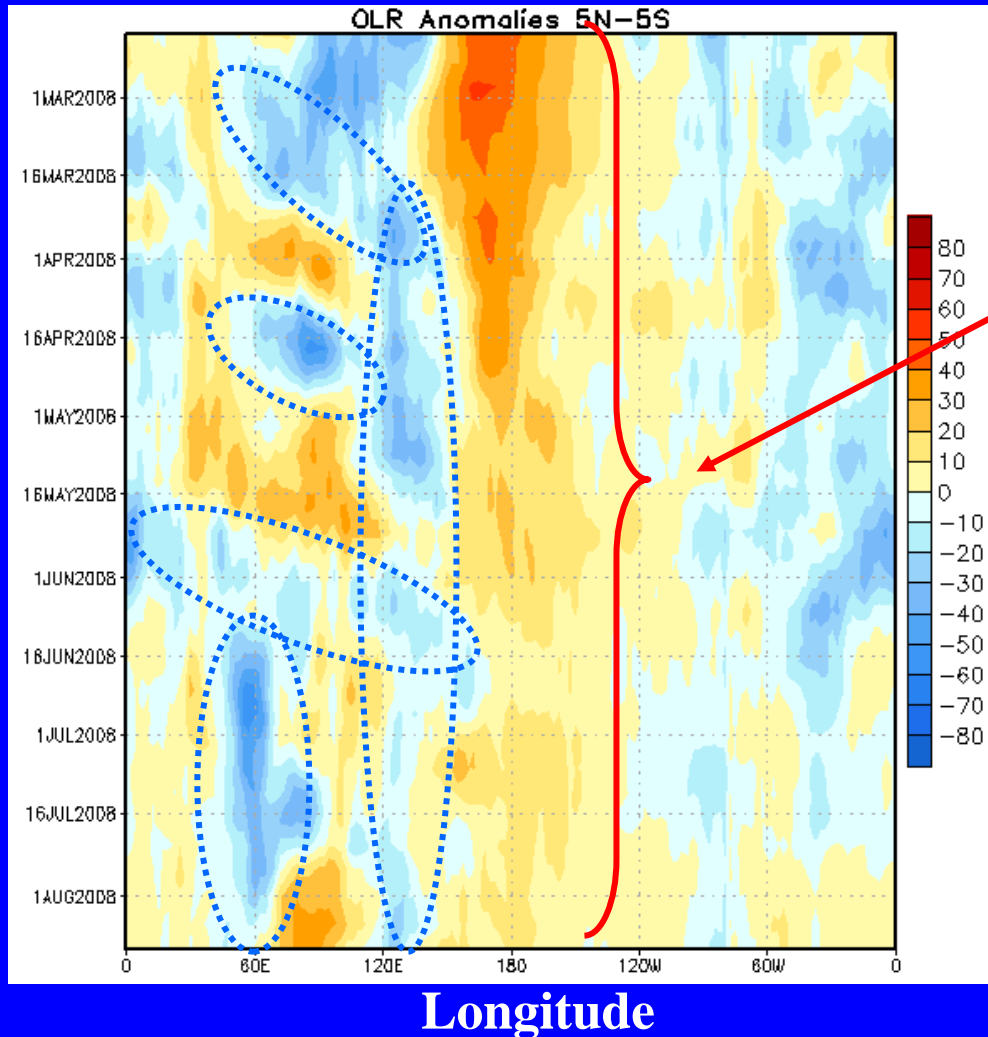 OLR Anomalies 5N-5S
1MAR2008
16MAR2008
1APR2008
16APR2008
1MAY2008
16MAY2008
1JUN2008
16JUN2008
1JUL2008
16JUL2008
1AUG2008
0 60E 120E 180 120W 60W 0
80
70
60
50
40
30
20
10
0
-10
-20
-30
-40
-50
-60
-70
-80
Longitude